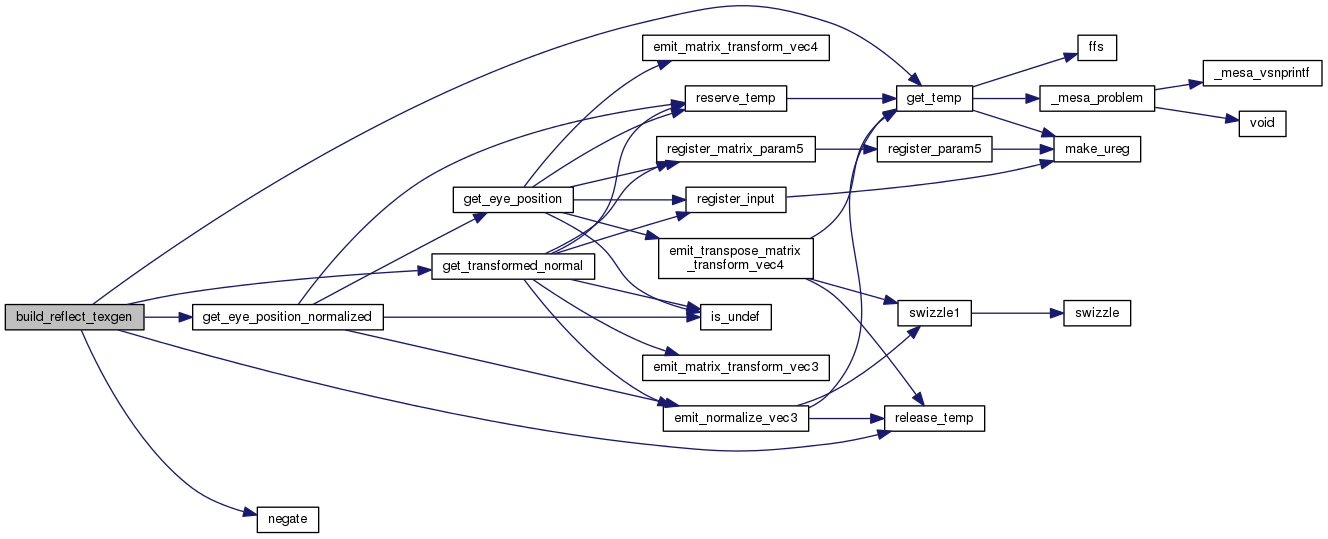 emit_matrix_transform_vec4
ffs
_mesa_vsnprintf
reserve_temp
get_temp
_mesa_problem
void
register_matrix_param5
register_param5
make_ureg
get_eye_position
register_input
emit_transpose_matrix
_transform_vec4
get_transformed_normal
build_reflect_texgen
get_eye_position_normalized
is_undef
swizzle1
swizzle
emit_matrix_transform_vec3
emit_normalize_vec3
release_temp
negate